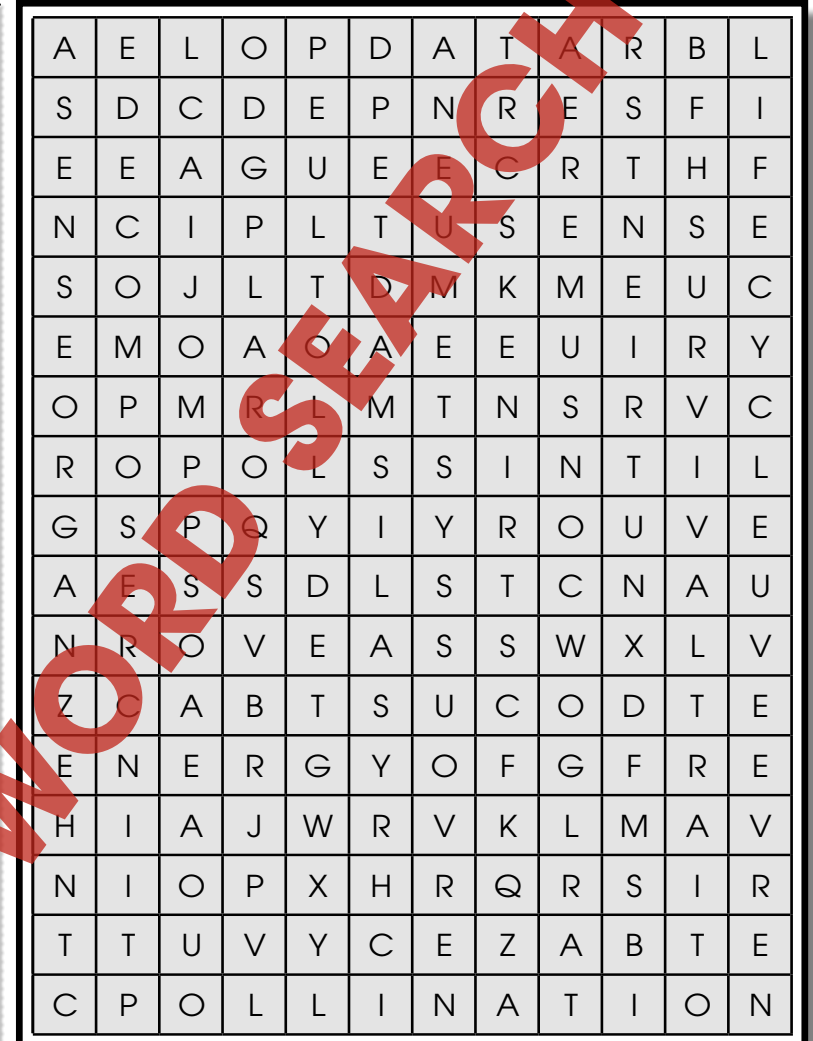 A E L O P D A T A R B L
S D C D E P N R E S F I
E E A G U E E C R T H F
N C I P L T U S E N S E
S O J L T D M K M E U C
E M O A O A E E U I R Y
O P M R L M T N S R V C
R O P O L S S I N T I L
G S P Q Y I Y R O U V E
A E S S D L S T C N A U
N R O V E A S S W X L V
Z C A B T S U C O D T E
E N E R G Y O F G F R E
H I A J W R V K L M A V
N I O P X H R Q R S I R
T T U V Y C E Z A B T E
C P O L L I N A T I O N
WORD SEARCH